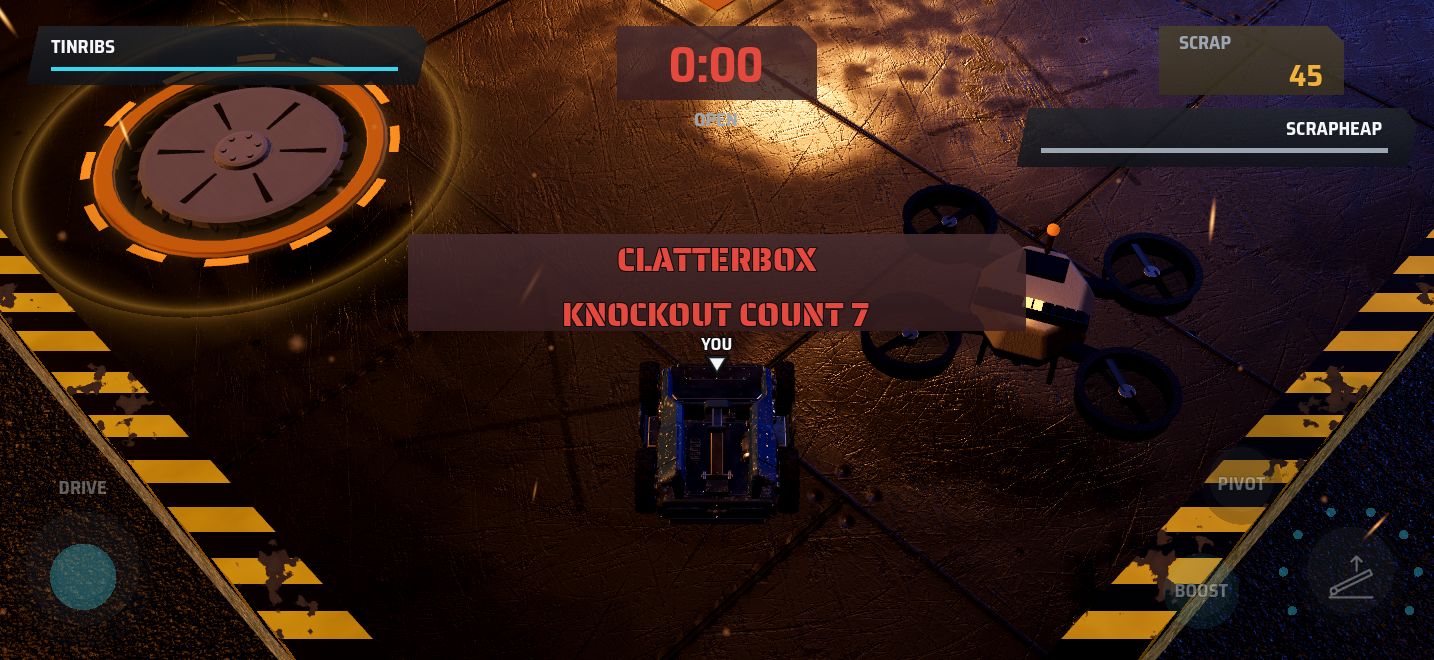 TINRIBS
0:00
OPEN
SCRAP
45
SCRAPHEAP
CLATTERBOX
KNOCKOUT COUNT 7
YOU
DRIVE
PIVOT
BOOST